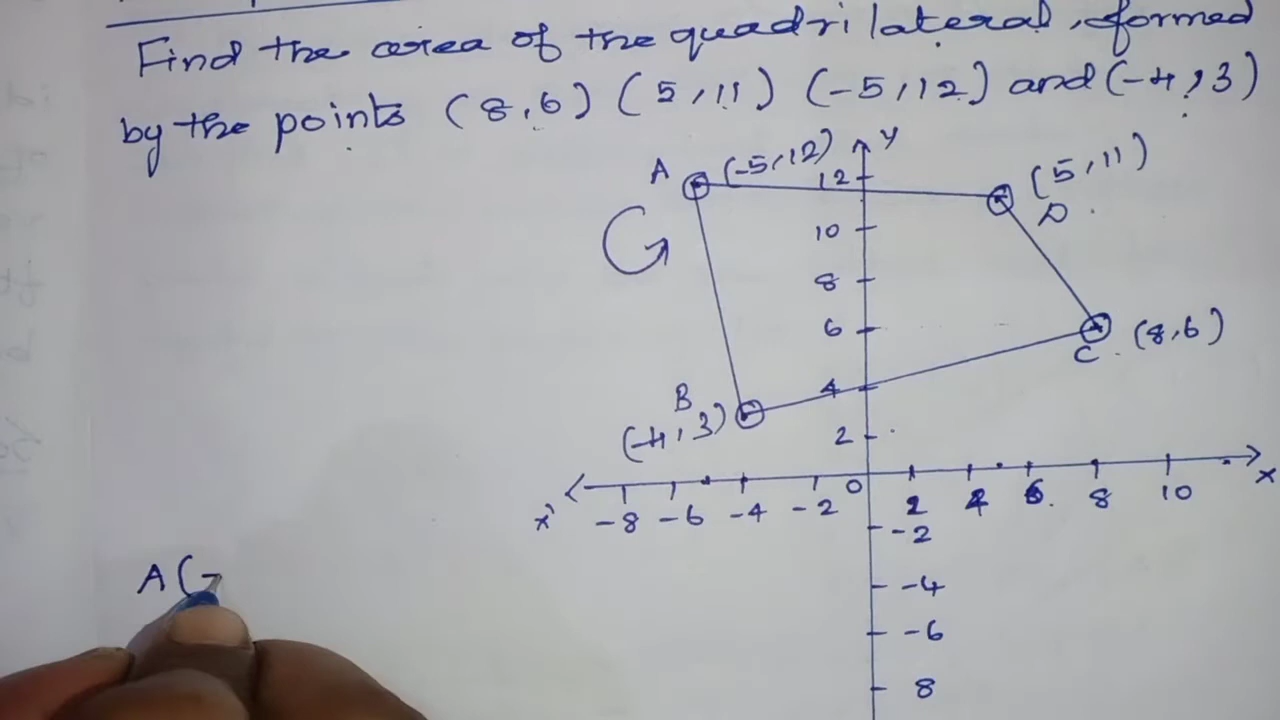 Find the area of the quadrilateral, formed
by the points (8,6) (5,11) (-5,12) and (-4,3)
y
A (-5,12)
12
(5,11)
D
10
8
6
C (8,6)
4
B
(-4,3)
2
x' -8 -6 -4 -2 0 2 4 6 8 10 x
-2
-4
-6
8
A(-